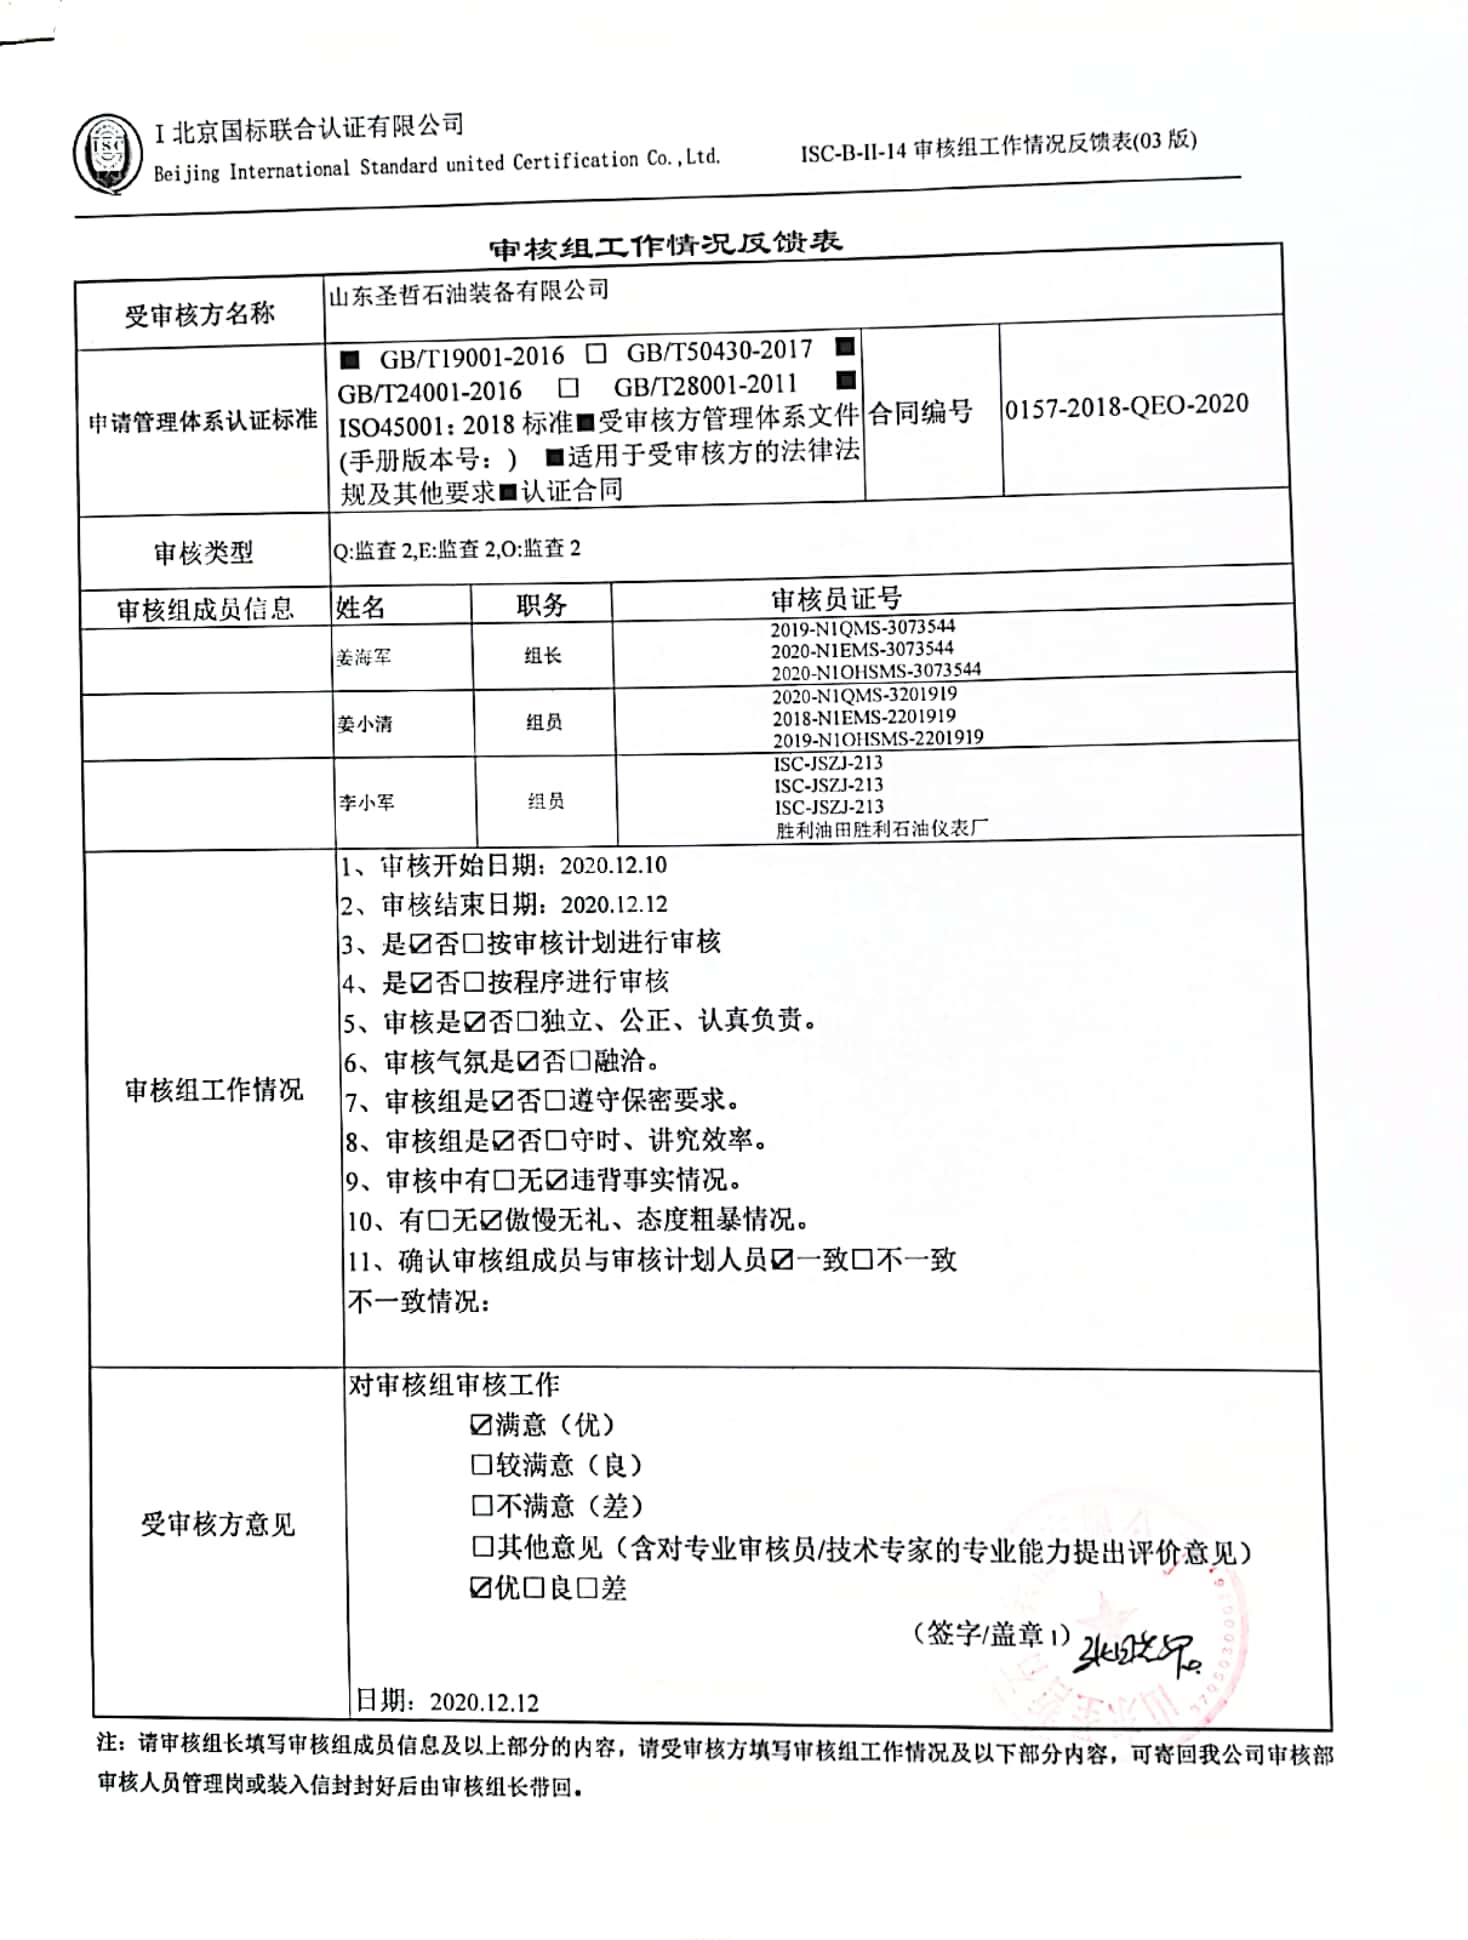 I 北京国标联合认证有限公司
Beijing International Standard united Certification Co.,Ltd.
ISC-B-II-14 审核组工作情况反馈表(03 版)
ISC
审核组工作情况反馈表
受审核方名称
山东圣哲石油装备有限公司
申请管理体系认证标准
■ GB/T19001-2016 □ GB/T50430-2017 ■
GB/T24001-2016 □ GB/T28001-2011 ■
ISO45001：2018 标准■受审核方管理体系文件
(手册版本号：) ■适用于受审核方的法律法
规及其他要求■认证合同
合同编号
0157-2018-QEO-2020
审核类型
Q:监查 2,E:监查 2,O:监查 2
审核组成员信息 姓名 职务 审核员证号
姜海军 组长
2019-N1QMS-3073544
2020-N1EMS-3073544
2020-N1OHSMS-3073544
姜小清 组员
2020-N1QMS-3201919
2018-N1EMS-2201919
2019-N1OHSMS-2201919
李小军 组员
ISC-JSZJ-213
ISC-JSZJ-213
ISC-JSZJ-213
胜利油田胜利石油仪表厂
审核组工作情况
1、审核开始日期：2020.12.10
2、审核结束日期：2020.12.12
3、是☑否□按审核计划进行审核
4、是☑否□按程序进行审核
5、审核是☑否□独立、公正、认真负责。
6、审核气氛是☑否□融洽。
7、审核组是☑否□遵守保密要求。
8、审核组是☑否□守时、讲究效率。
9、审核中有□无☑违背事实情况。
10、有□无☑傲慢无礼、态度粗暴情况。
11、确认审核组成员与审核计划人员☑一致□不一致
不一致情况：
受审核方意见
对审核组审核工作
☑满意（优）
□较满意（良）
□不满意（差）
□其他意见（含对专业审核员/技术专家的专业能力提出评价意见）
☑优□良□差
（签字/盖章1）
日期：2020.12.12
注：请审核组长填写审核组成员信息及以上部分的内容，请受审核方填写审核组工作情况及以下部分内容，可寄回我公司审核部
审核人员管理岗或装入信封封好后由审核组长带回。